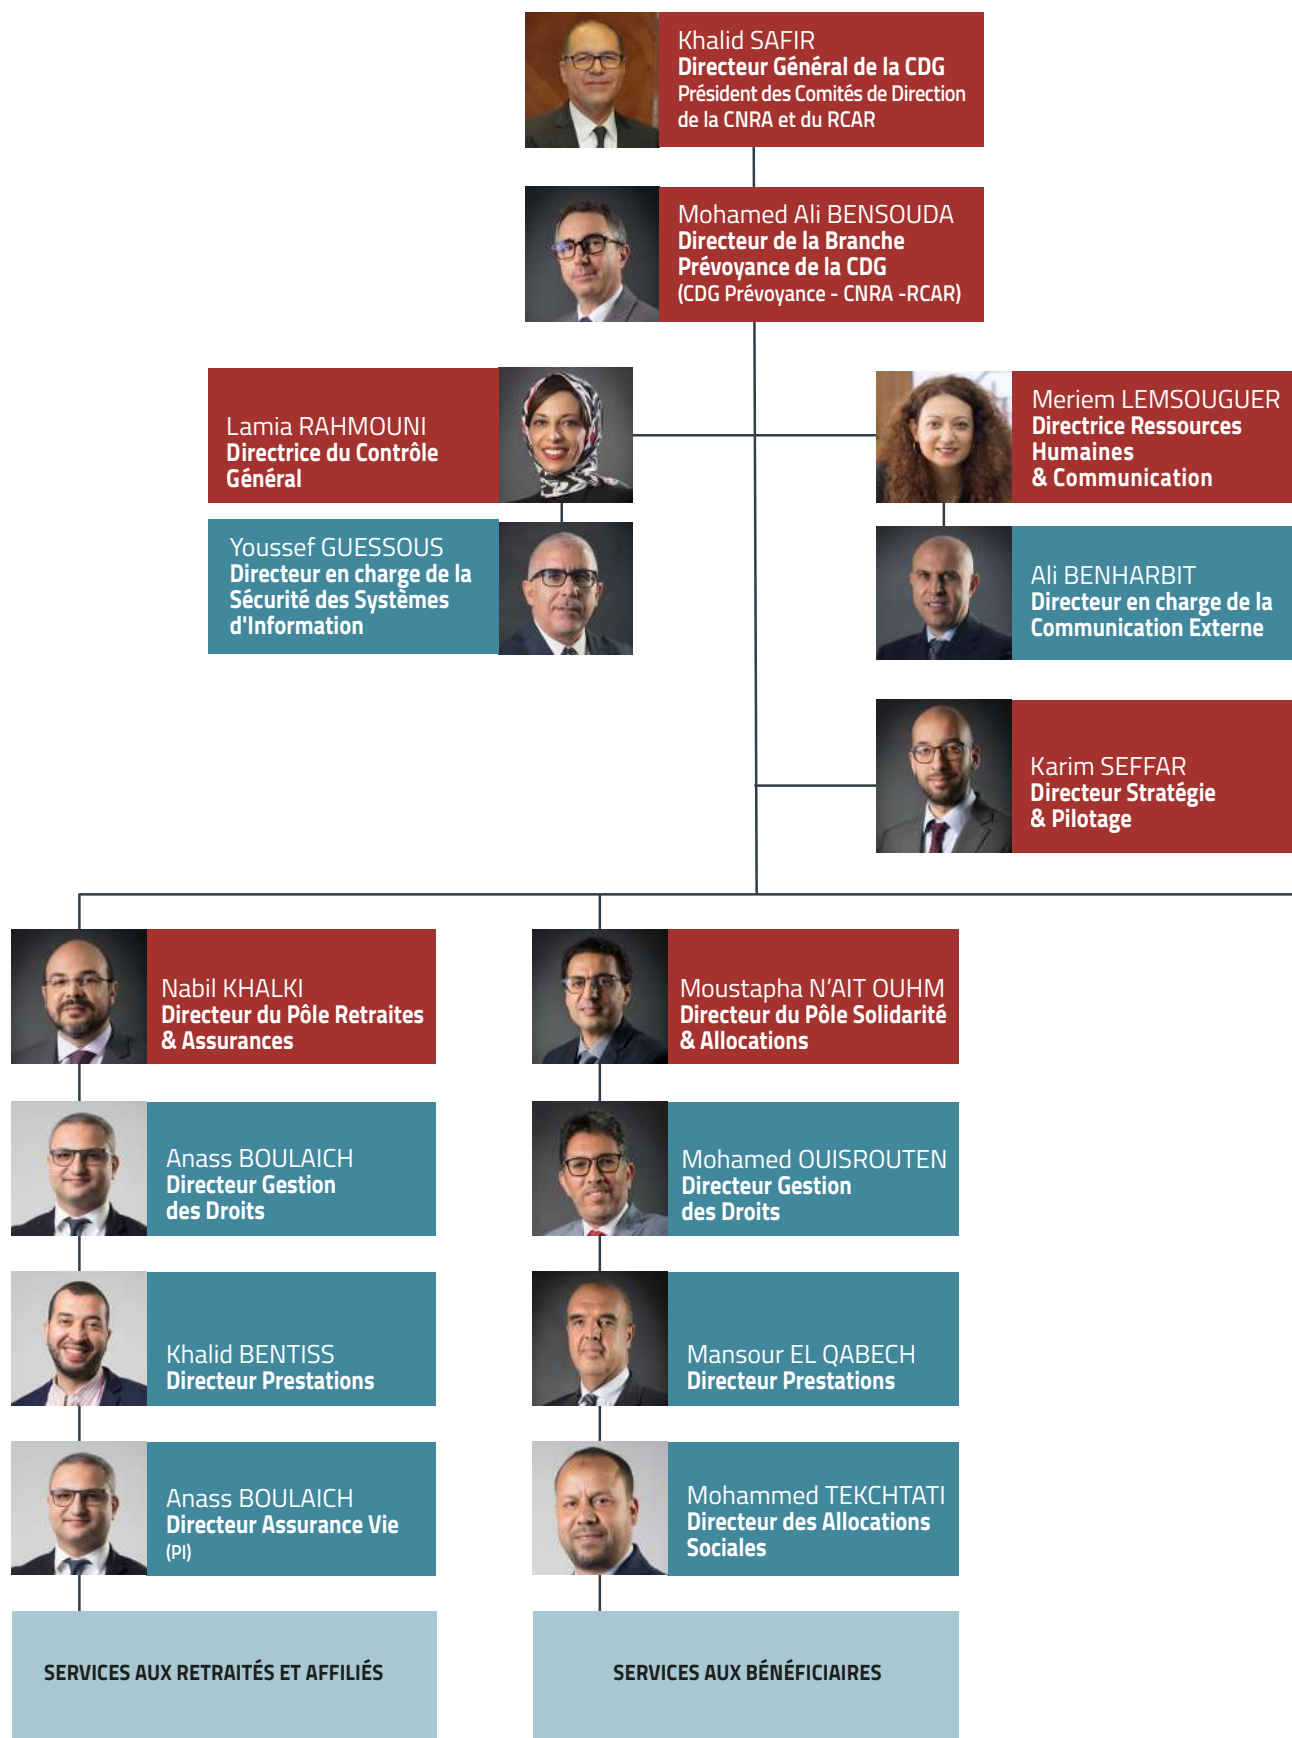 Khalid SAFIR
Directeur Général de la CDG
Président des Comités de Direction
de la CNRA et du RCAR
Mohamed Ali BENSOUDA
Directeur de la Branche
Prévoyance de la CDG
(CDG Prévoyance - CNRA -RCAR)
Lamia RAHMOUNI
Directrice du Contrôle
Général
Meriem LEMSOUGUER
Directrice Ressources
Humaines
& Communication
Youssef GUESSOUS
Directeur en charge de la
Sécurité des Systèmes
d'Information
Ali BENHARBIT
Directeur en charge de la
Communication Externe
Karim SEFFAR
Directeur Stratégie
& Pilotage
Nabil KHALKI
Directeur du Pôle Retraites
& Assurances
Moustapha N’AIT OUHM
Directeur du Pôle Solidarité
& Allocations
Anass BOULAICH
Directeur Gestion
des Droits
Mohamed OUISROUTEN
Directeur Gestion
des Droits
Khalid BENTISS
Directeur Prestations
Mansour EL QABECH
Directeur Prestations
Anass BOULAICH
Directeur Assurance Vie
(PI)
Mohammed TEKCHTATI
Directeur des Allocations
Sociales
SERVICES AUX RETRAITÉS ET AFFILIÉS
SERVICES AUX BÉNÉFICIAIRES